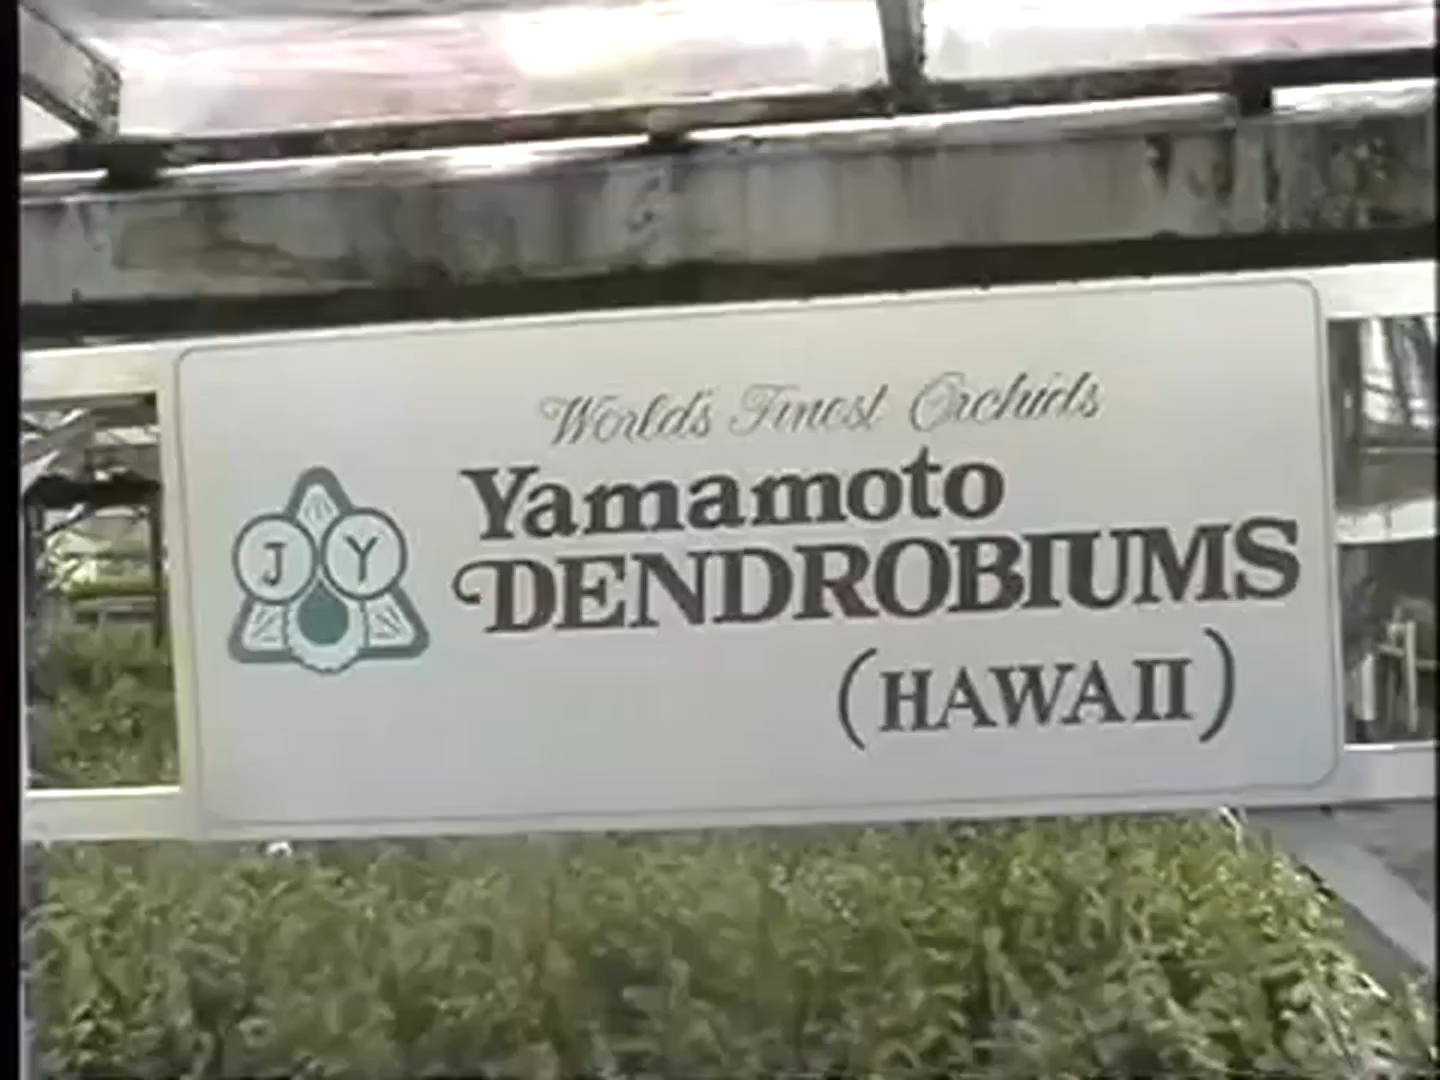 World's Finest Orchids
J Y
Yamamoto
DENDROBIUMS
(HAWAII)